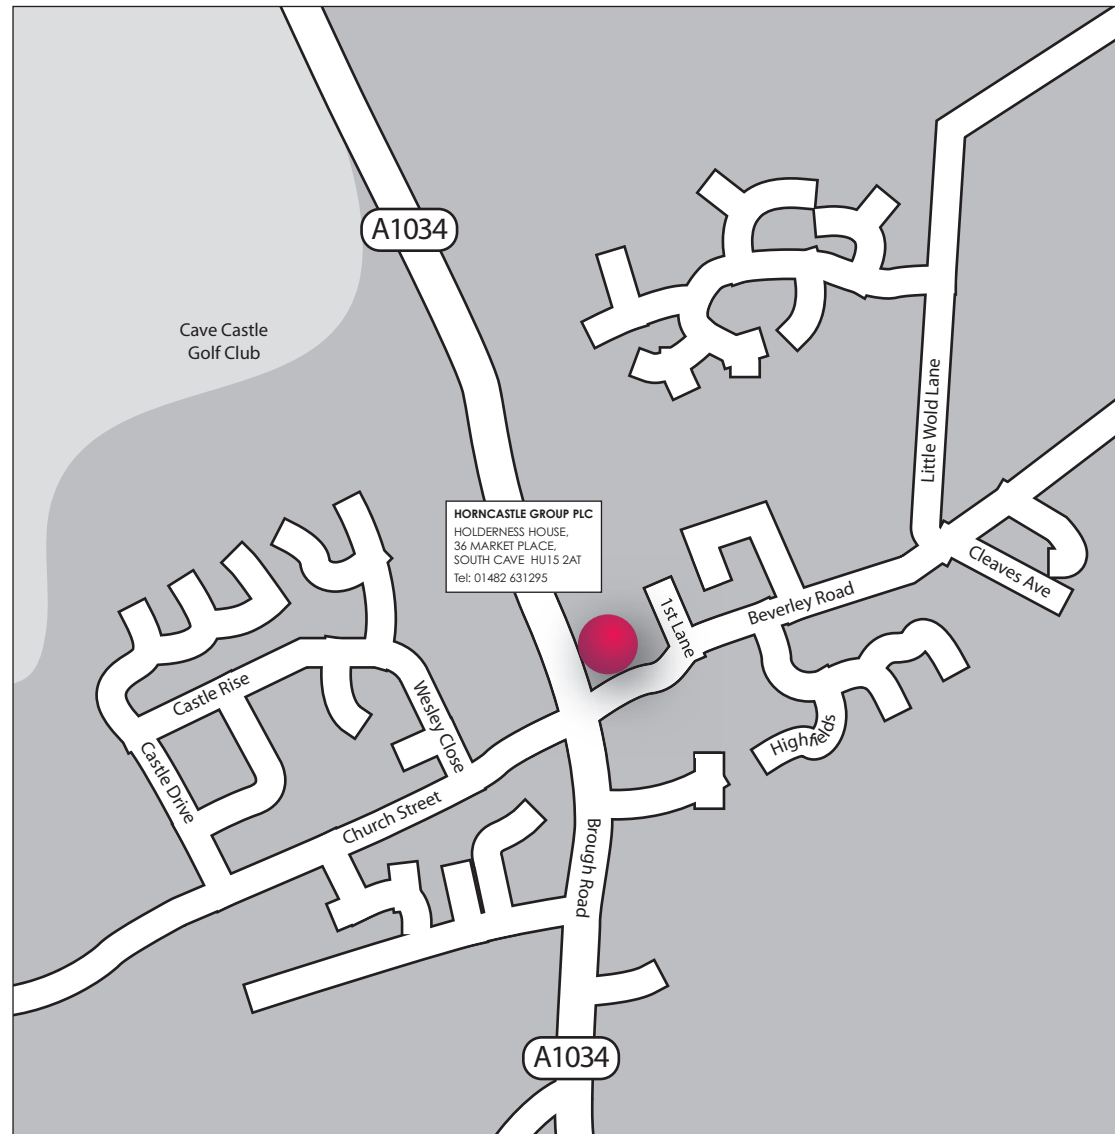 A1034
Cave Castle
Golf Club
Little Wold Lane
HORNCASTLE GROUP PLC
HOLDERNESS HOUSE,
36 MARKET PLACE,
SOUTH CAVE  HU15 2AT
Tel: 01482 631295
Cleaves Ave
1st Lane
Beverley Road
Castle Rise
Wesley Close
Highfields
Castle Drive
Church Street
Brough Road
A1034